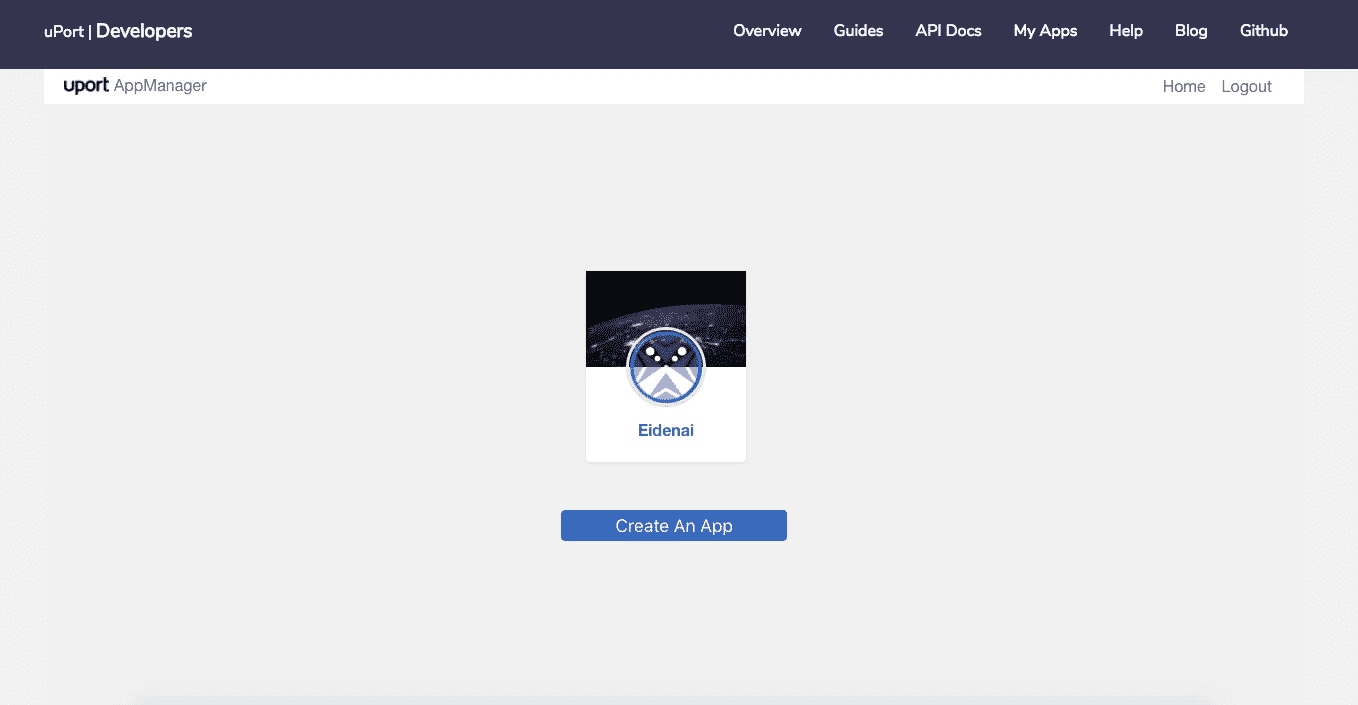 uPort | Developers Overview Guides API Docs My Apps Help Blog Github
uport AppManager Home Logout
Eidenai
Create An App